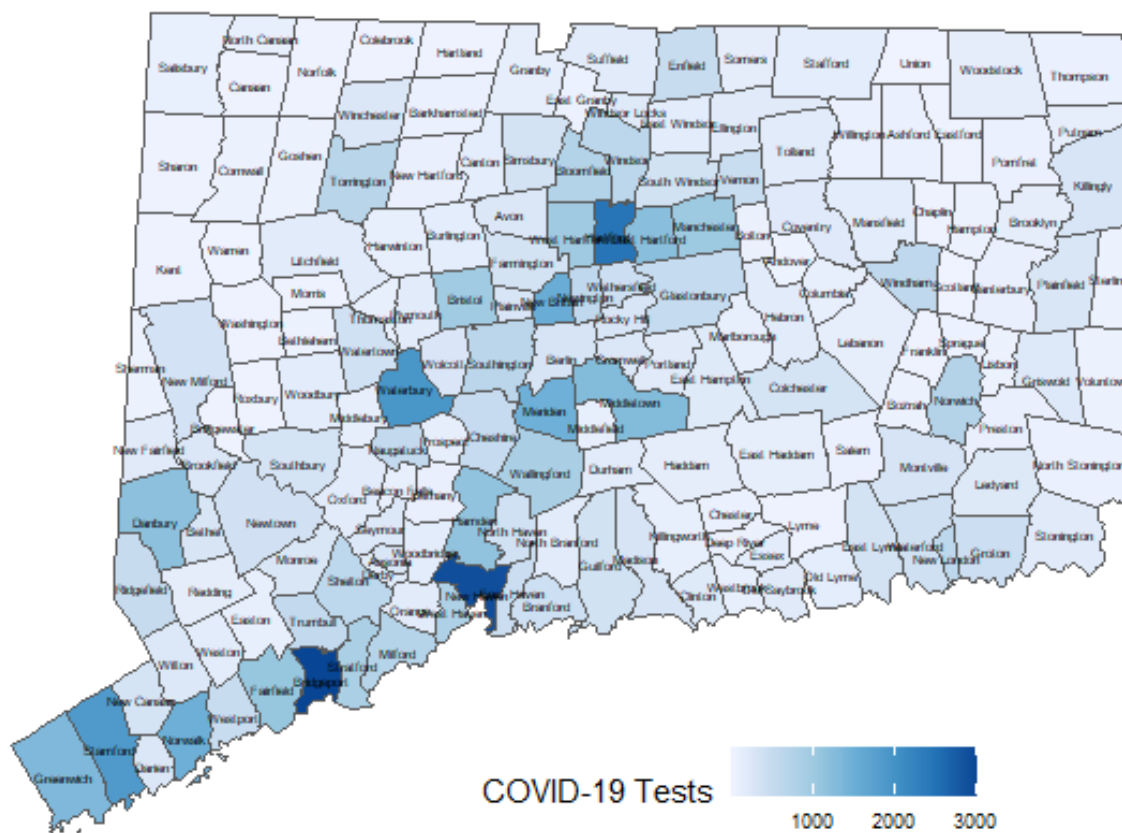 North Canaan
Colebrook
Hartland
Salisbury
Canaan
Norfolk
Granby
Suffield
Enfield
Somers
Stafford
Union
Woodstock
Thompson
Winchester
Barkhamsted
East Granby
Windsor Locks
East Windsor
Ellington
Willington
Ashford
Eastford
Putnam
Sharon
Cornwall
Goshen
Torrington
New Hartford
Canton
Simsbury
Bloomfield
Windsor
South Windsor
Vernon
Tolland
Pomfret
Killingly
Kent
Warren
Litchfield
Harwinton
Burlington
Avon
Farmington
West Hartford
East Hartford
Manchester
Bolton
Coventry
Mansfield
Chaplin
Hampton
Brooklyn
Andover
Windham
Scotland
Canterbury
Plainfield
Sterling
Morris
Washington
Bethlehem
Thomaston
Plymouth
Bristol
Plainville
New Britain
Newington
Wethersfield
Rocky Hill
Glastonbury
Marlborough
Hebron
Columbia
Lebanon
Franklin
Sprague
Lisbon
Griswold
Voluntown
Sherman
New Milford
Roxbury
Woodbury
Watertown
Waterbury
Wolcott
Southington
Berlin
Cromwell
Portland
East Hampton
Colchester
Bozrah
Norwich
Preston
New Fairfield
Bridgewater
Brookfield
Southbury
Middlebury
Naugatuck
Prospect
Cheshire
Meriden
Middletown
Middlefield
Wallingford
Durham
Haddam
East Haddam
Salem
Montville
Ledyard
North Stonington
Danbury
Bethel
Newtown
Oxford
Beacon Falls
Bethany
Seymour
Hamden
North Haven
North Branford
Woodbridge
Ansonia
Derby
Monroe
Shelton
Killingworth
Chester
Deep River
Essex
Lyme
East Lyme
Waterford
New London
Groton
Stonington
Ridgefield
Redding
Easton
Trumbull
Orange
New Haven
West Haven
Haven
Branford
Guilford
Madison
Clinton
Westbrook
Old Saybrook
Old Lyme
Wilton
Weston
Fairfield
Bridgeport
Stratford
Milford
New Canaan
Westport
Norwalk
Darien
Stamford
Greenwich
COVID-19 Tests
1000 2000 3000